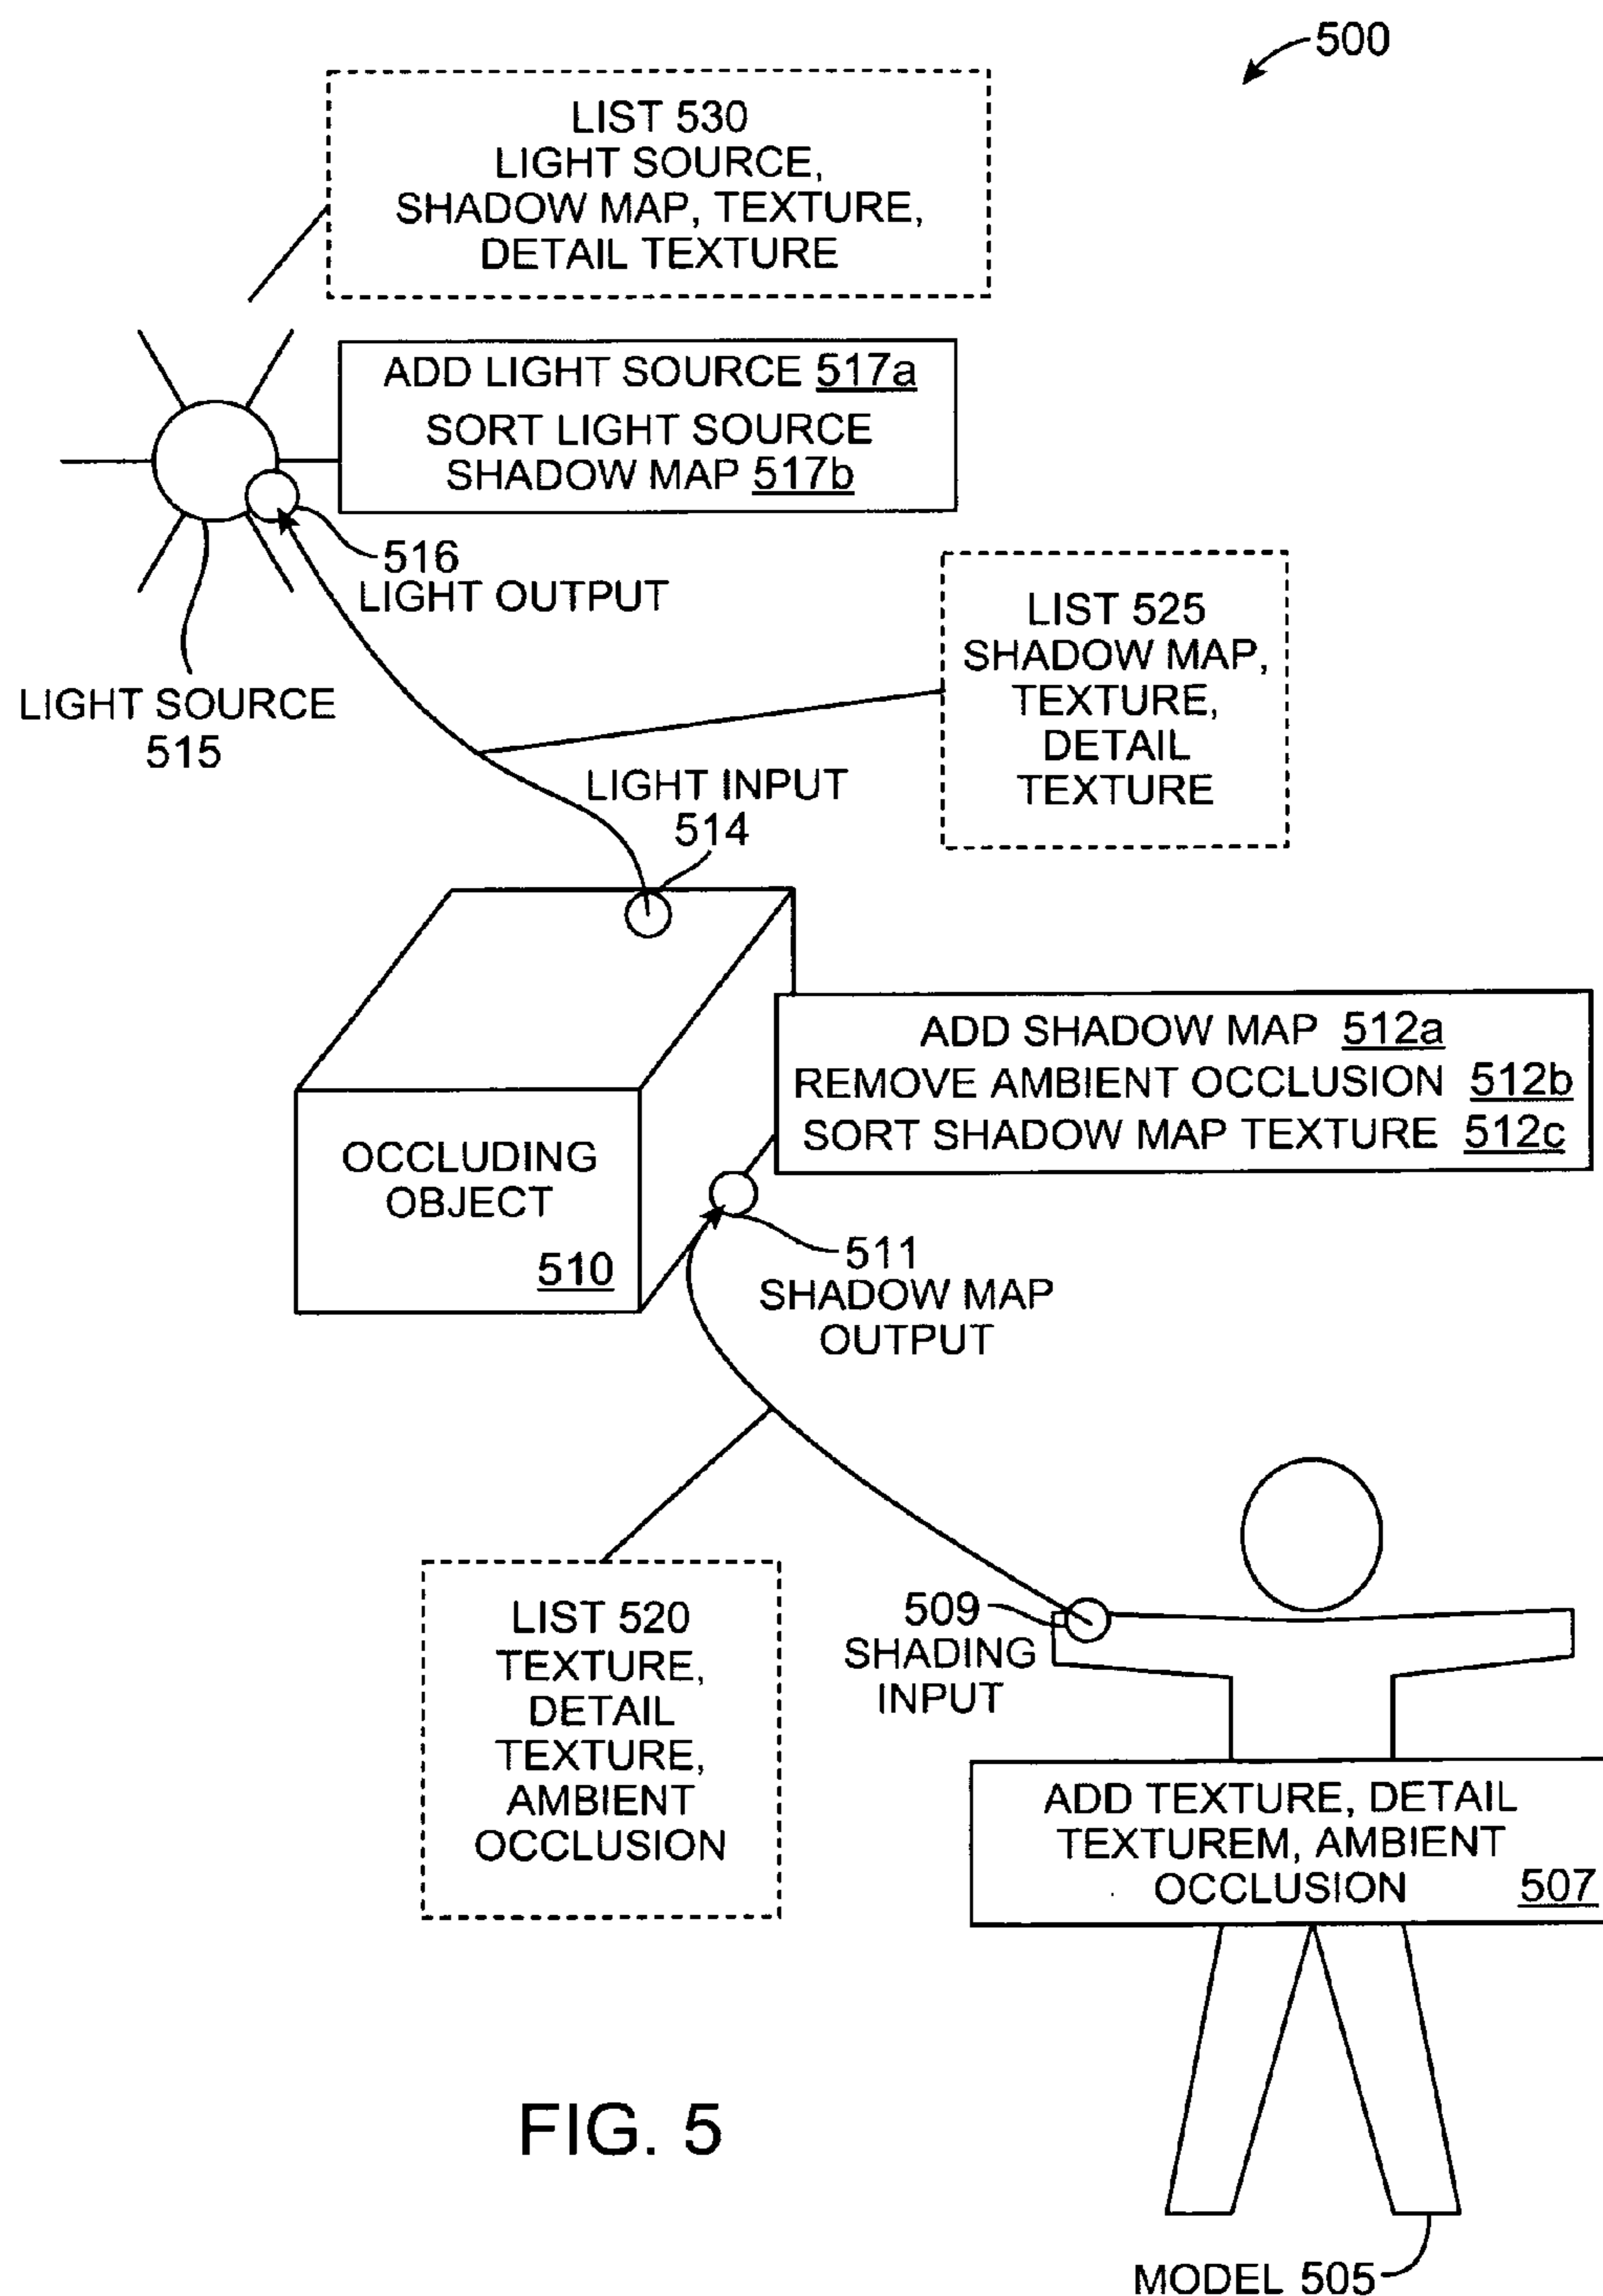 500
LIST 530
LIGHT SOURCE,
SHADOW MAP, TEXTURE,
DETAIL TEXTURE
ADD LIGHT SOURCE 517a
SORT LIGHT SOURCE
SHADOW MAP 517b
516
LIGHT OUTPUT
LIGHT SOURCE
515
LIST 525
SHADOW MAP,
TEXTURE,
DETAIL
TEXTURE
LIGHT INPUT
514
ADD SHADOW MAP 512a
REMOVE AMBIENT OCCLUSION 512b
SORT SHADOW MAP TEXTURE 512c
OCCLUDING
OBJECT
510
511
SHADOW MAP
OUTPUT
LIST 520
TEXTURE,
DETAIL
TEXTURE,
AMBIENT
OCCLUSION
509
SHADING
INPUT
ADD TEXTURE, DETAIL
TEXTUREM, AMBIENT
OCCLUSION 507
FIG. 5
MODEL 505